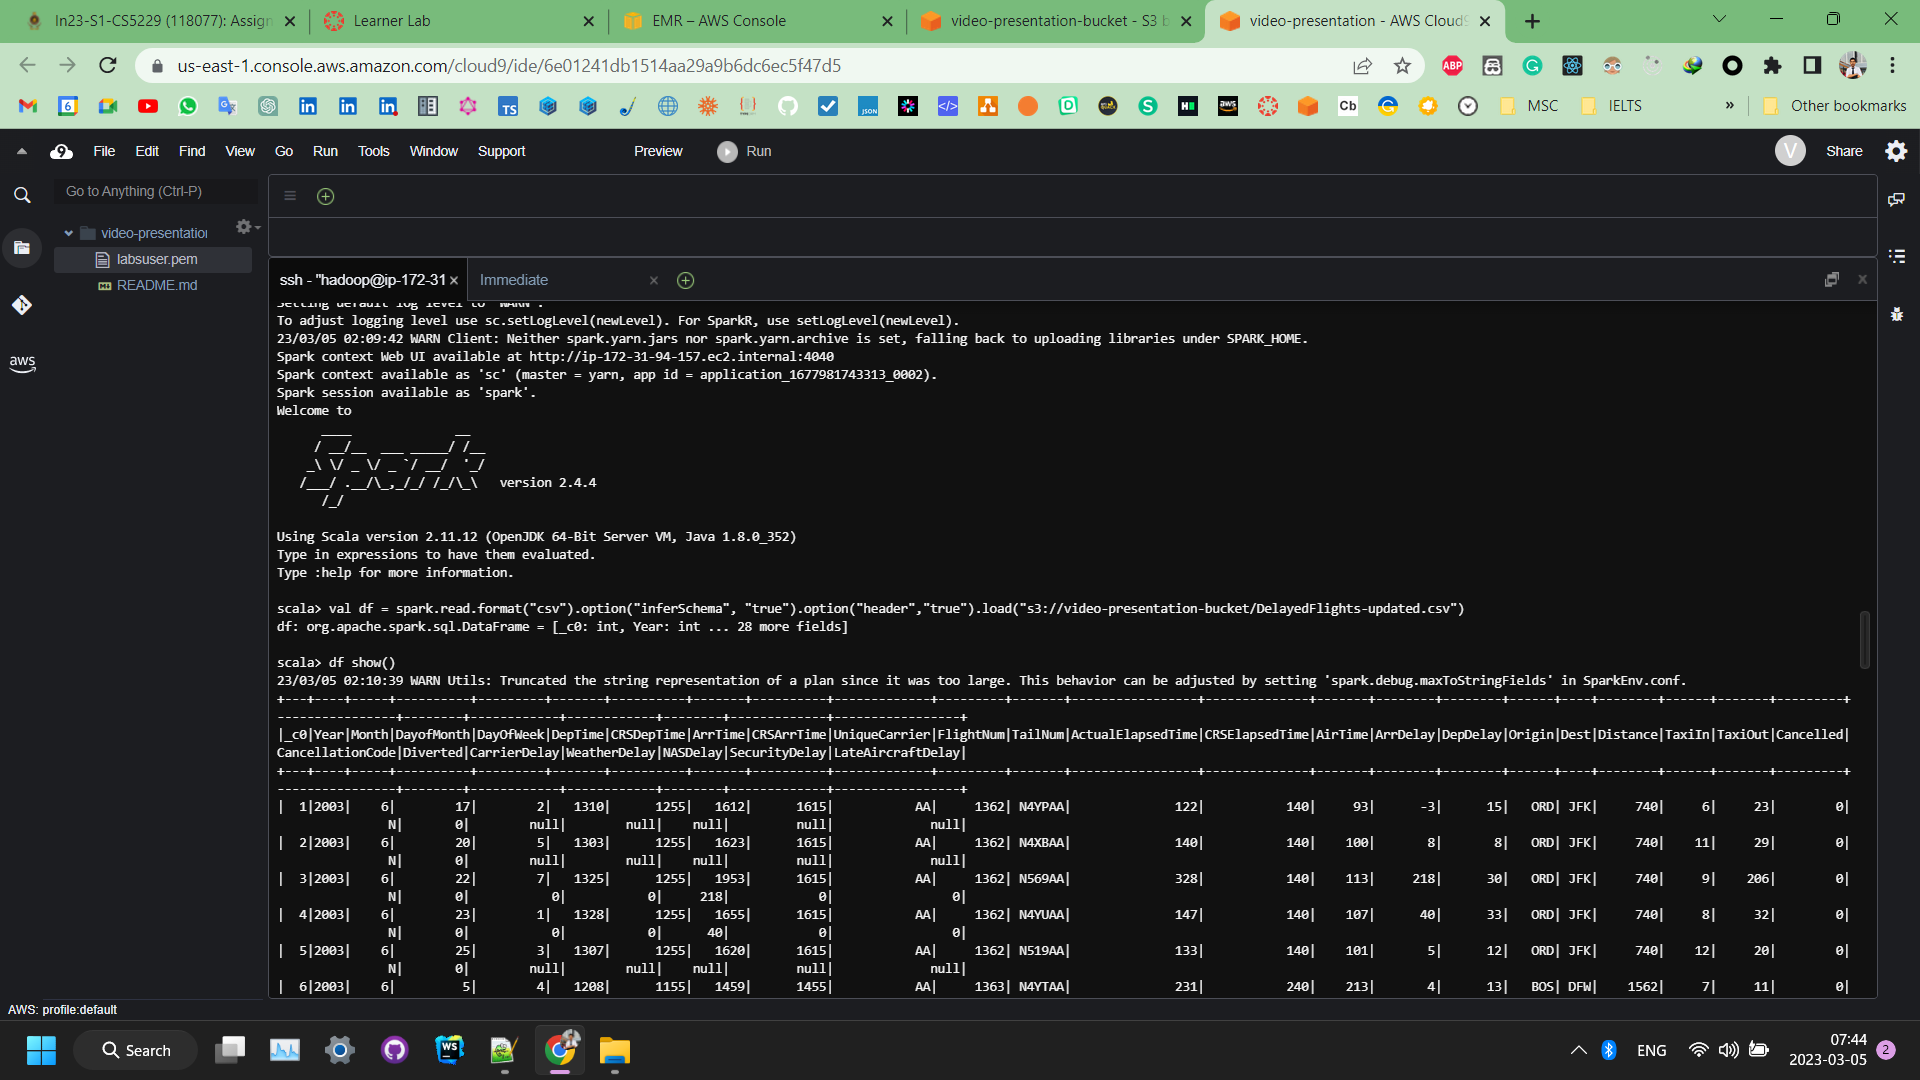 In23-S1-CS5229 (118077): Assign
Learner Lab
EMR – AWS Console
video-presentation-bucket - S3 b
video-presentation - AWS Cloud9
us-east-1.console.aws.amazon.com/cloud9/ide/6e01241db1514aa29a9b6dc6ec5f47d5
MSC
IELTS
»
Other bookmarks
File Edit Find View Go Run Tools Window Support Preview Run
V
Share
Go to Anything (Ctrl-P)
video-presentation
labsuser.pem
README.md
aws
ssh - "hadoop@ip-172-31
Immediate
Setting default log level to "WARN".
To adjust logging level use sc.setLogLevel(newLevel). For SparkR, use setLogLevel(newLevel).
23/03/05 02:09:42 WARN Client: Neither spark.yarn.jars nor spark.yarn.archive is set, falling back to uploading libraries under SPARK_HOME.
Spark context Web UI available at http://ip-172-31-94-157.ec2.internal:4040
Spark context available as 'sc' (master = yarn, app id = application_1677981743313_0002).
Spark session available as 'spark'.
Welcome to
version 2.4.4
Using Scala version 2.11.12 (OpenJDK 64-Bit Server VM, Java 1.8.0_352)
Type in expressions to have them evaluated.
Type :help for more information.
scala> val df = spark.read.format("csv").option("inferSchema", "true").option("header","true").load("s3://video-presentation-bucket/DelayedFlights-updated.csv")
df: org.apache.spark.sql.DataFrame = [_c0: int, Year: int ... 28 more fields]
scala> df show()
23/03/05 02:10:39 WARN Utils: Truncated the string representation of a plan since it was too large. This behavior can be adjusted by setting 'spark.debug.maxToStringFields' in SparkEnv.conf.
|_c0|Year|Month|DayofMonth|DayOfWeek|DepTime|CRSDepTime|ArrTime|CRSArrTime|UniqueCarrier|FlightNum|TailNum|ActualElapsedTime|CRSElapsedTime|AirTime|ArrDelay|DepDelay|Origin|Dest|Distance|TaxiIn|TaxiOut|Cancelled|
CancellationCode|Diverted|CarrierDelay|WeatherDelay|NASDelay|SecurityDelay|LateAircraftDelay|
| 1|2003| 6| 17| 2| 1310| 1255| 1612| 1615| AA| 1362| N4YPAA| 122| 140| 93| -3| 15| ORD| JFK| 740| 6| 23| 0|
N| 0| null| null| null| null| null|
| 2|2003| 6| 20| 5| 1303| 1255| 1623| 1615| AA| 1362| N4XBAA| 140| 140| 100| 8| 8| ORD| JFK| 740| 11| 29| 0|
N| 0| null| null| null| null| null|
| 3|2003| 6| 22| 7| 1325| 1255| 1953| 1615| AA| 1362| N569AA| 328| 140| 113| 218| 30| ORD| JFK| 740| 9| 206| 0|
N| 0| 0| 0| 218| 0| 0|
| 4|2003| 6| 23| 1| 1328| 1255| 1655| 1615| AA| 1362| N4YUAA| 147| 140| 107| 40| 33| ORD| JFK| 740| 8| 32| 0|
N| 0| 0| 0| 40| 0| 0|
| 5|2003| 6| 25| 3| 1307| 1255| 1620| 1615| AA| 1362| N519AA| 133| 140| 101| 5| 12| ORD| JFK| 740| 12| 20| 0|
N| 0| null| null| null| null| null|
| 6|2003| 6| 5| 4| 1208| 1155| 1459| 1455| AA| 1363| N4YTAA| 231| 240| 213| 4| 13| BOS| DFW| 1562| 7| 11| 0|
AWS: profile:default
Search
ENG
07:44
2023-03-05
2